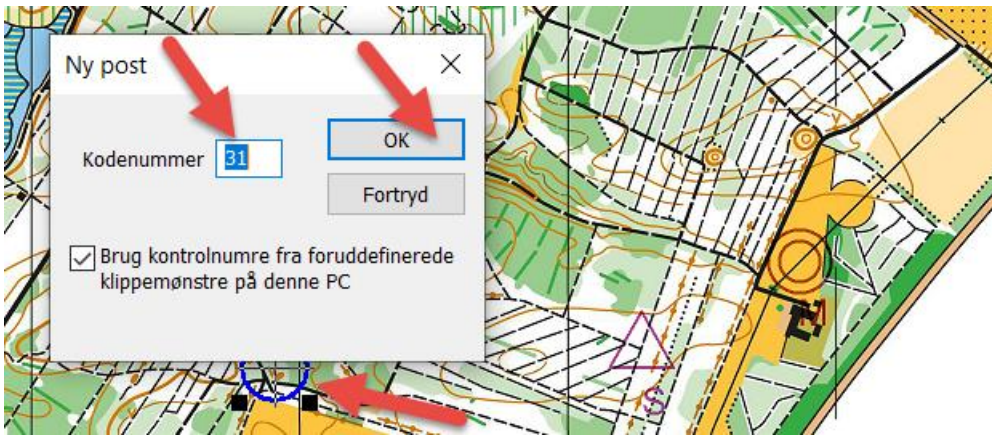 Ny post
Kodenummer 31
OK
Fortryd
Brug kontrolnumre fra foruddefinerede
klippemønstre på denne PC
M
S